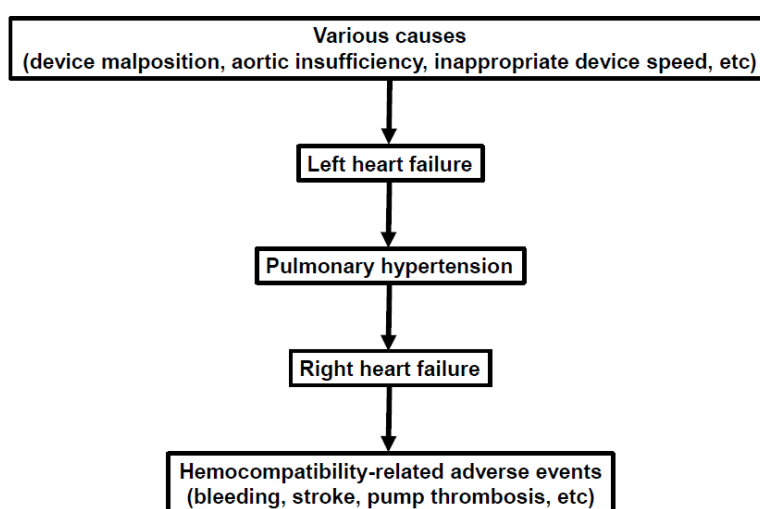 Various causes
(device malposition, aortic insufficiency, inappropriate device speed, etc)
Left heart failure
Pulmonary hypertension
Right heart failure
Hemocompatibility-related adverse events
(bleeding, stroke, pump thrombosis, etc)